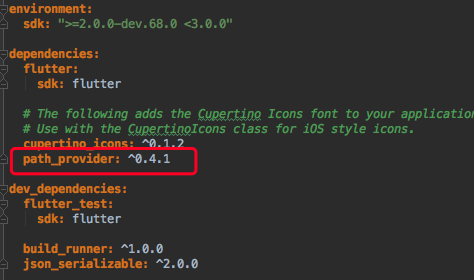 environment:
sdk: ">=2.0.0-dev.68.0 <3.0.0"
dependencies:
flutter:
sdk: flutter
# The following adds the Cupertino Icons font to your application
# Use with the CupertinoIcons class for iOS style icons.
cupertino_icons: ^0.1.2
path_provider: ^0.4.1
dev_dependencies:
flutter_test:
sdk: flutter
build_runner: ^1.0.0
json_serializable: ^2.0.0